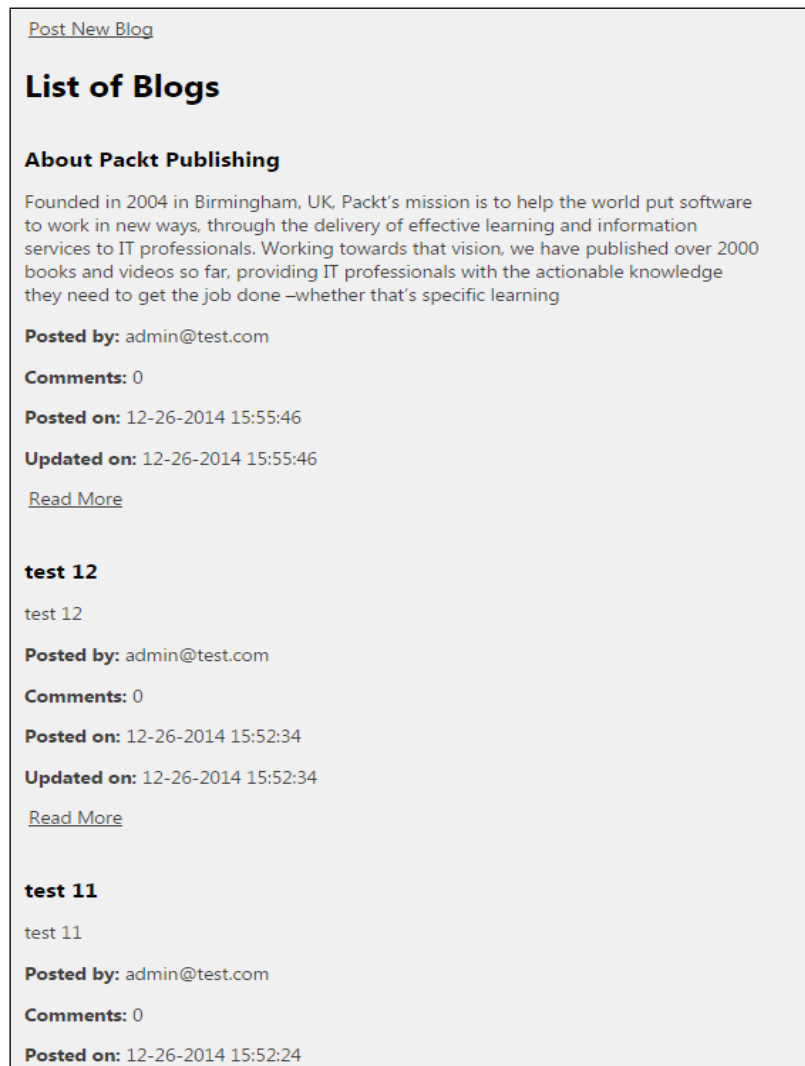 Post New Blog
List of Blogs
About Packt Publishing
Founded in 2004 in Birmingham, UK, Packt’s mission is to help the world put software
to work in new ways, through the delivery of effective learning and information
services to IT professionals. Working towards that vision, we have published over 2000
books and videos so far, providing IT professionals with the actionable knowledge
they need to get the job done –whether that’s specific learning
Posted by: admin@test.com
Comments: 0
Posted on: 12-26-2014 15:55:46
Updated on: 12-26-2014 15:55:46
Read More
test 12
test 12
Posted by: admin@test.com
Comments: 0
Posted on: 12-26-2014 15:52:34
Updated on: 12-26-2014 15:52:34
Read More
test 11
test 11
Posted by: admin@test.com
Comments: 0
Posted on: 12-26-2014 15:52:24